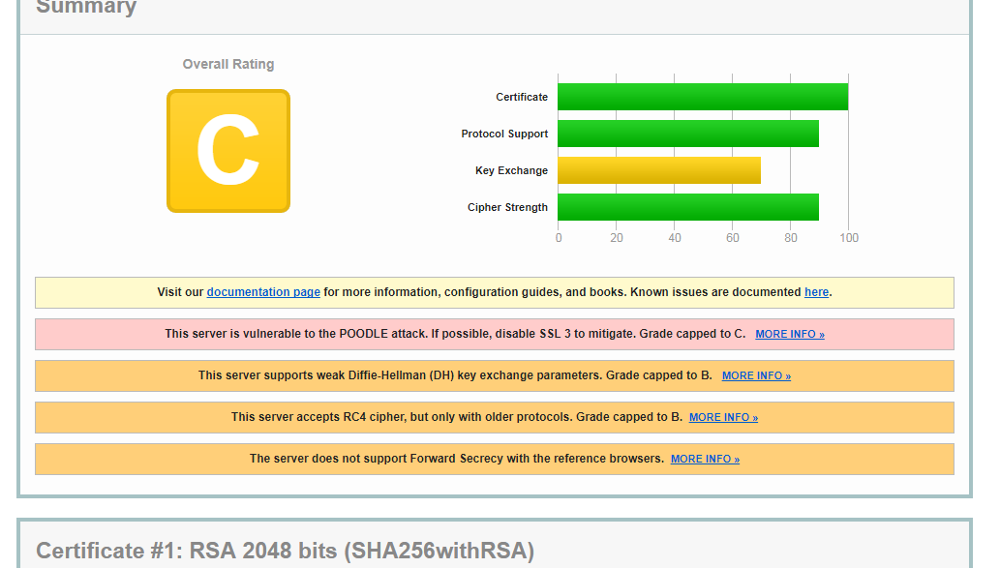 Summary
Overall Rating
C
Certificate
Protocol Support
Key Exchange
Cipher Strength
0 20 40 60 80 100
Visit our documentation page for more information, configuration guides, and books. Known issues are documented here.
This server is vulnerable to the POODLE attack. If possible, disable SSL 3 to mitigate. Grade capped to C. MORE INFO »
This server supports weak Diffie-Hellman (DH) key exchange parameters. Grade capped to B. MORE INFO »
This server accepts RC4 cipher, but only with older protocols. Grade capped to B. MORE INFO »
The server does not support Forward Secrecy with the reference browsers. MORE INFO »
Certificate #1: RSA 2048 bits (SHA256withRSA)